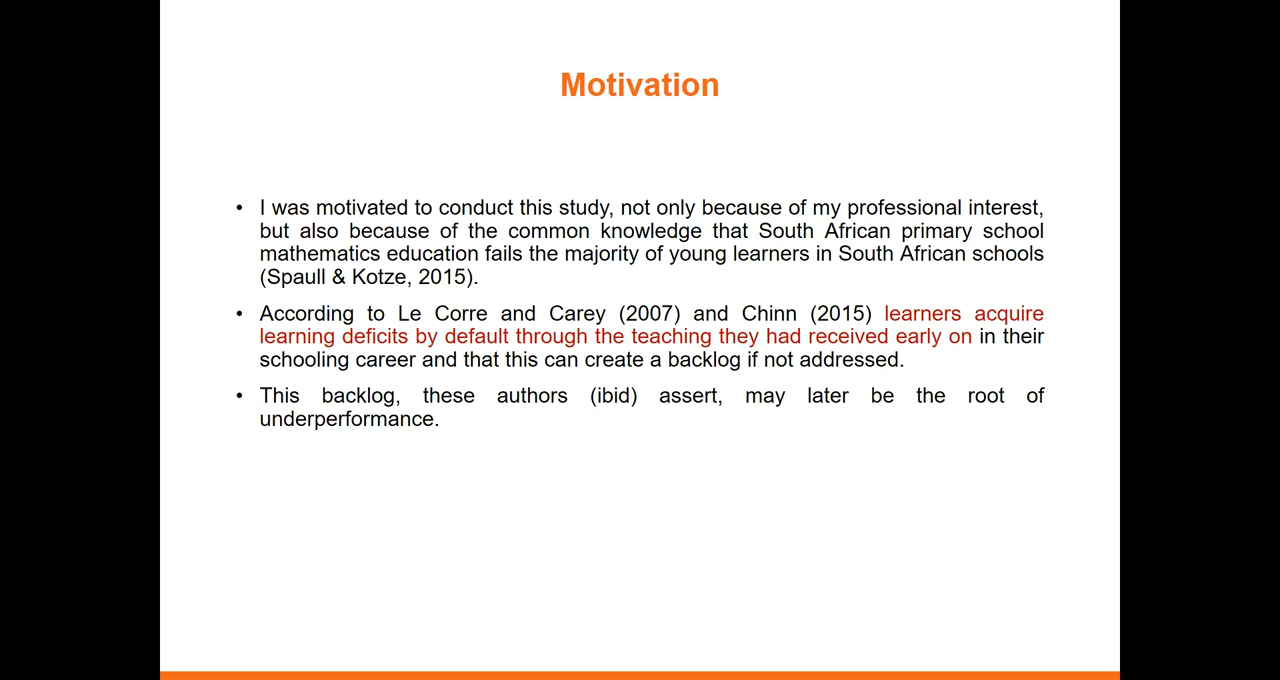 Motivation
• I was motivated to conduct this study, not only because of my professional interest,
but also because of the common knowledge that South African primary school
mathematics education fails the majority of young learners in South African schools
(Spaull & Kotze, 2015).
• According to Le Corre and Carey (2007) and Chinn (2015) learners acquire
learning deficits by default through the teaching they had received early on in their
schooling career and that this can create a backlog if not addressed.
• This backlog, these authors (ibid) assert, may later be the root of
underperformance.